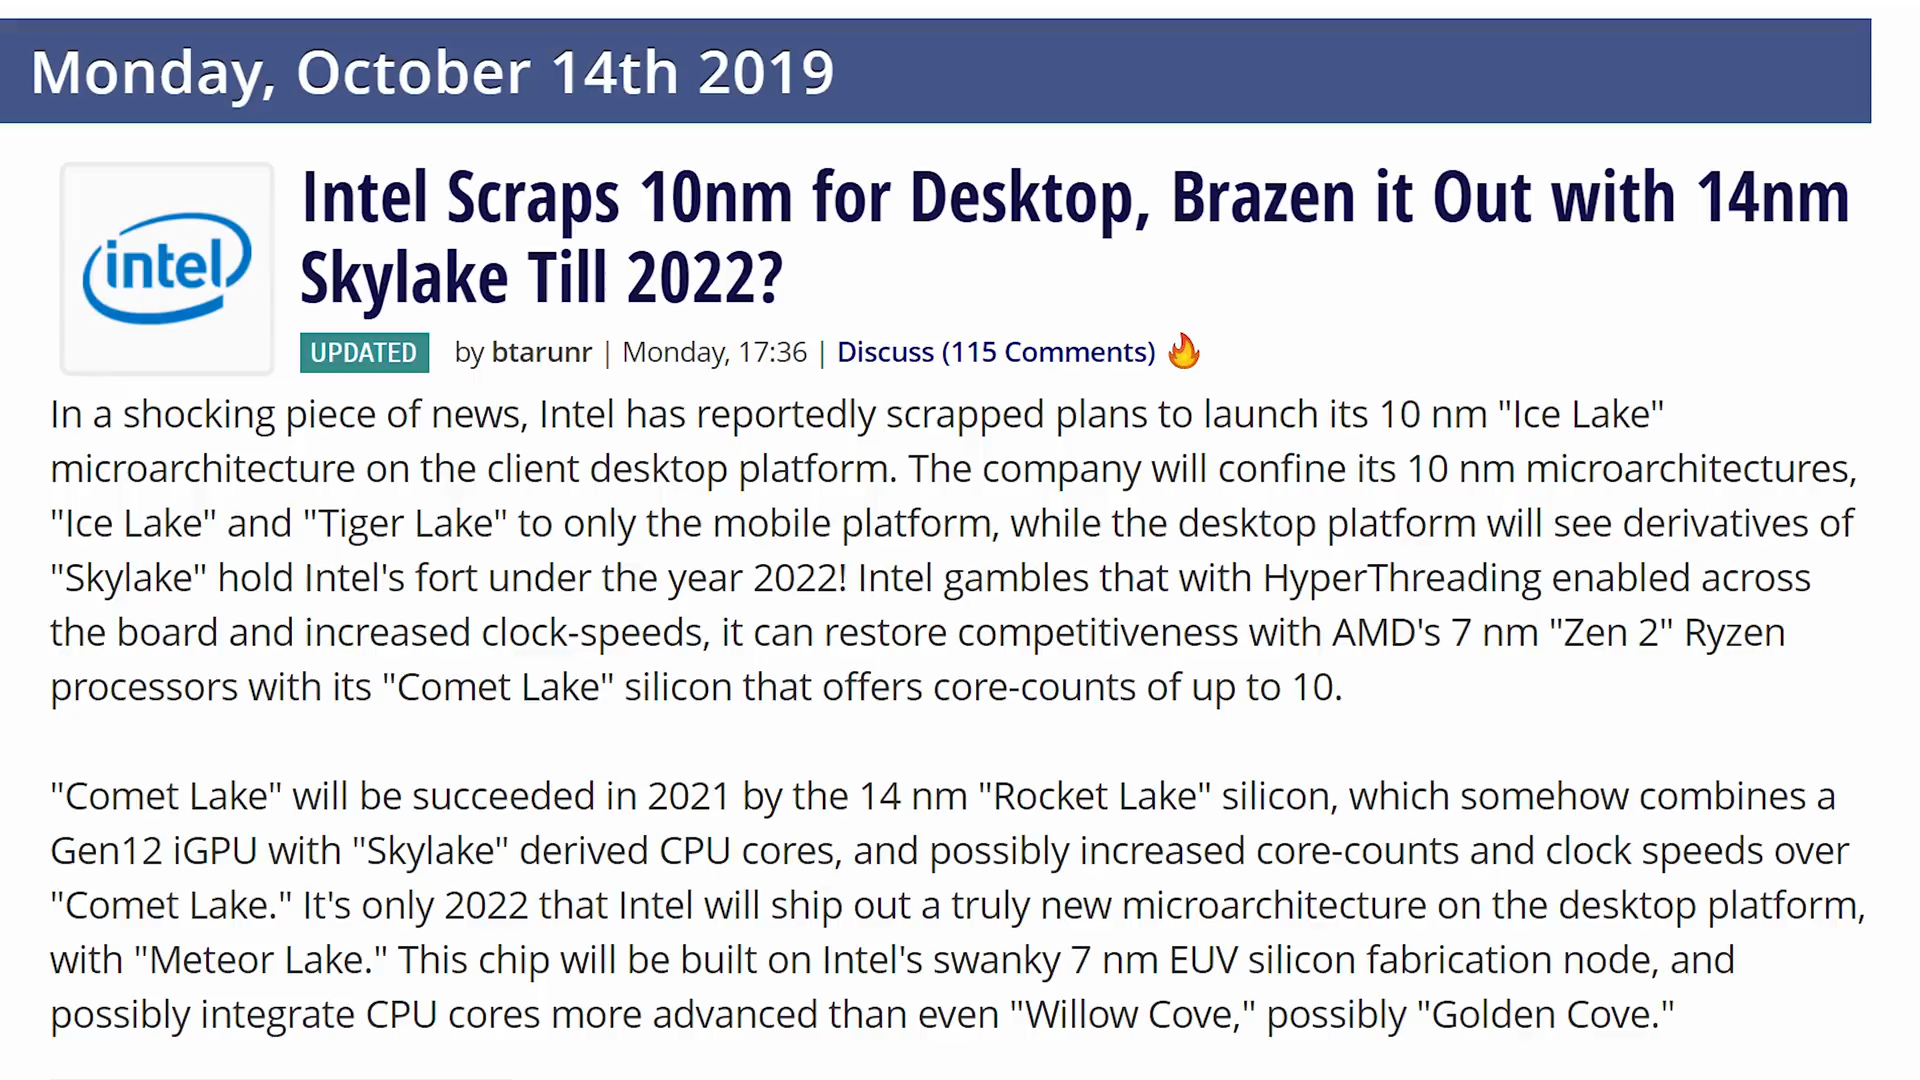 Monday, October 14th 2019
intel
Intel Scraps 10nm for Desktop, Brazen it Out with 14nm
Skylake Till 2022?
UPDATED by btarunr | Monday, 17:36 | Discuss (115 Comments)
In a shocking piece of news, Intel has reportedly scrapped plans to launch its 10 nm "Ice Lake"
microarchitecture on the client desktop platform. The company will confine its 10 nm microarchitectures,
"Ice Lake" and "Tiger Lake" to only the mobile platform, while the desktop platform will see derivatives of
"Skylake" hold Intel's fort under the year 2022! Intel gambles that with HyperThreading enabled across
the board and increased clock-speeds, it can restore competitiveness with AMD's 7 nm "Zen 2" Ryzen
processors with its "Comet Lake" silicon that offers core-counts of up to 10.
"Comet Lake" will be succeeded in 2021 by the 14 nm "Rocket Lake" silicon, which somehow combines a
Gen12 iGPU with "Skylake" derived CPU cores, and possibly increased core-counts and clock speeds over
"Comet Lake." It's only 2022 that Intel will ship out a truly new microarchitecture on the desktop platform,
with "Meteor Lake." This chip will be built on Intel's swanky 7 nm EUV silicon fabrication node, and
possibly integrate CPU cores more advanced than even "Willow Cove," possibly "Golden Cove."